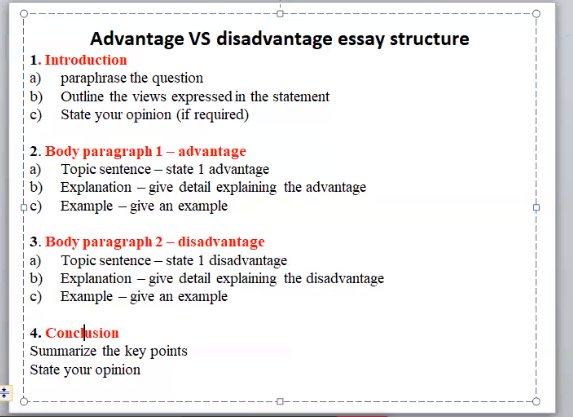 Advantage VS disadvantage essay structure
1. Introduction
a) paraphrase the question
b) Outline the views expressed in the statement
c) State your opinion (if required)
2. Body paragraph 1 – advantage
a) Topic sentence – state 1 advantage
b) Explanation – give detail explaining the advantage
c) Example – give an example
3. Body paragraph 2 – disadvantage
a) Topic sentence – state 1 disadvantage
b) Explanation – give detail explaining the disadvantage
c) Example – give an example
4. Conclusion
Summarize the key points
State your opinion